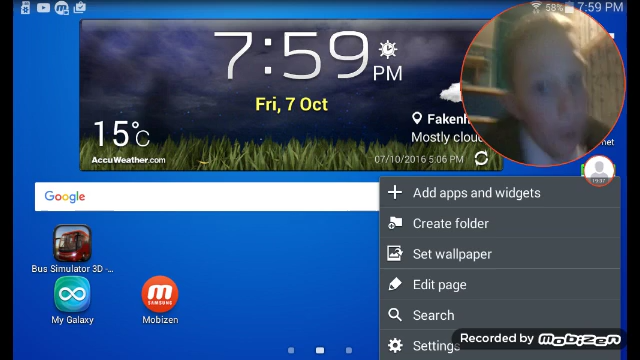 58% 7:59 PM
7:59 PM
Fri, 7 Oct
15°C
AccuWeather.com
Fakenh
Mostly clou
07/10/2016 5:06 PM
Google
Add apps and widgets
Create folder
Set wallpaper
Edit page
Search
Settings
Bus Simulator 3D -...
My Galaxy
SAMSUNG
Mobizen
Recorded by Mobizen